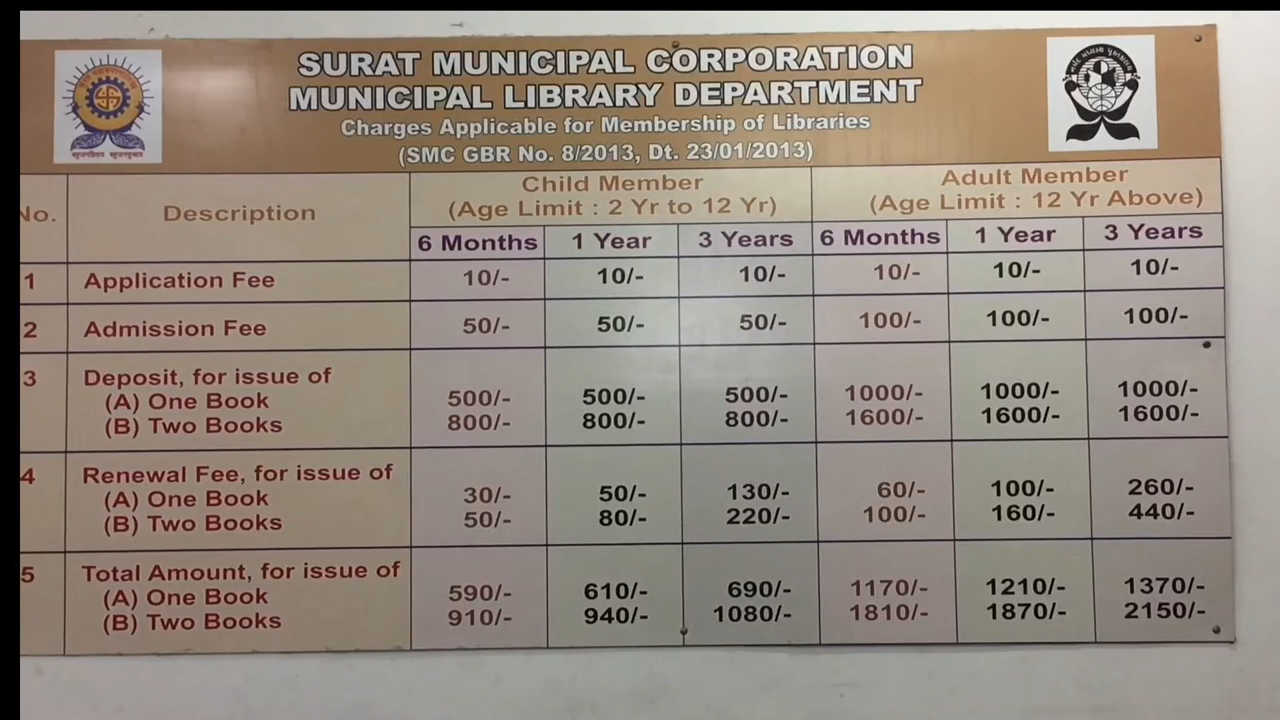 SURAT MUNICIPAL CORPORATION
MUNICIPAL LIBRARY DEPARTMENT
Charges Applicable for Membership of Libraries
(SMC GBR No. 8/2013, Dt. 23/01/2013)
No. Description Child Member (Age Limit : 2 Yr to 12 Yr) Adult Member (Age Limit : 12 Yr Above)
6 Months 1 Year 3 Years 6 Months 1 Year 3 Years
1 Application Fee 10/- 10/- 10/- 10/- 10/- 10/-
2 Admission Fee 50/- 50/- 50/- 100/- 100/- 100/-
3 Deposit, for issue of
(A) One Book 500/- 500/- 500/- 1000/- 1000/- 1000/-
(B) Two Books 800/- 800/- 800/- 1600/- 1600/- 1600/-
4 Renewal Fee, for issue of
(A) One Book 30/- 50/- 130/- 60/- 100/- 260/-
(B) Two Books 50/- 80/- 220/- 100/- 160/- 440/-
5 Total Amount, for issue of
(A) One Book 590/- 610/- 690/- 1170/- 1210/- 1370/-
(B) Two Books 910/- 940/- 1080/- 1810/- 1870/- 2150/-